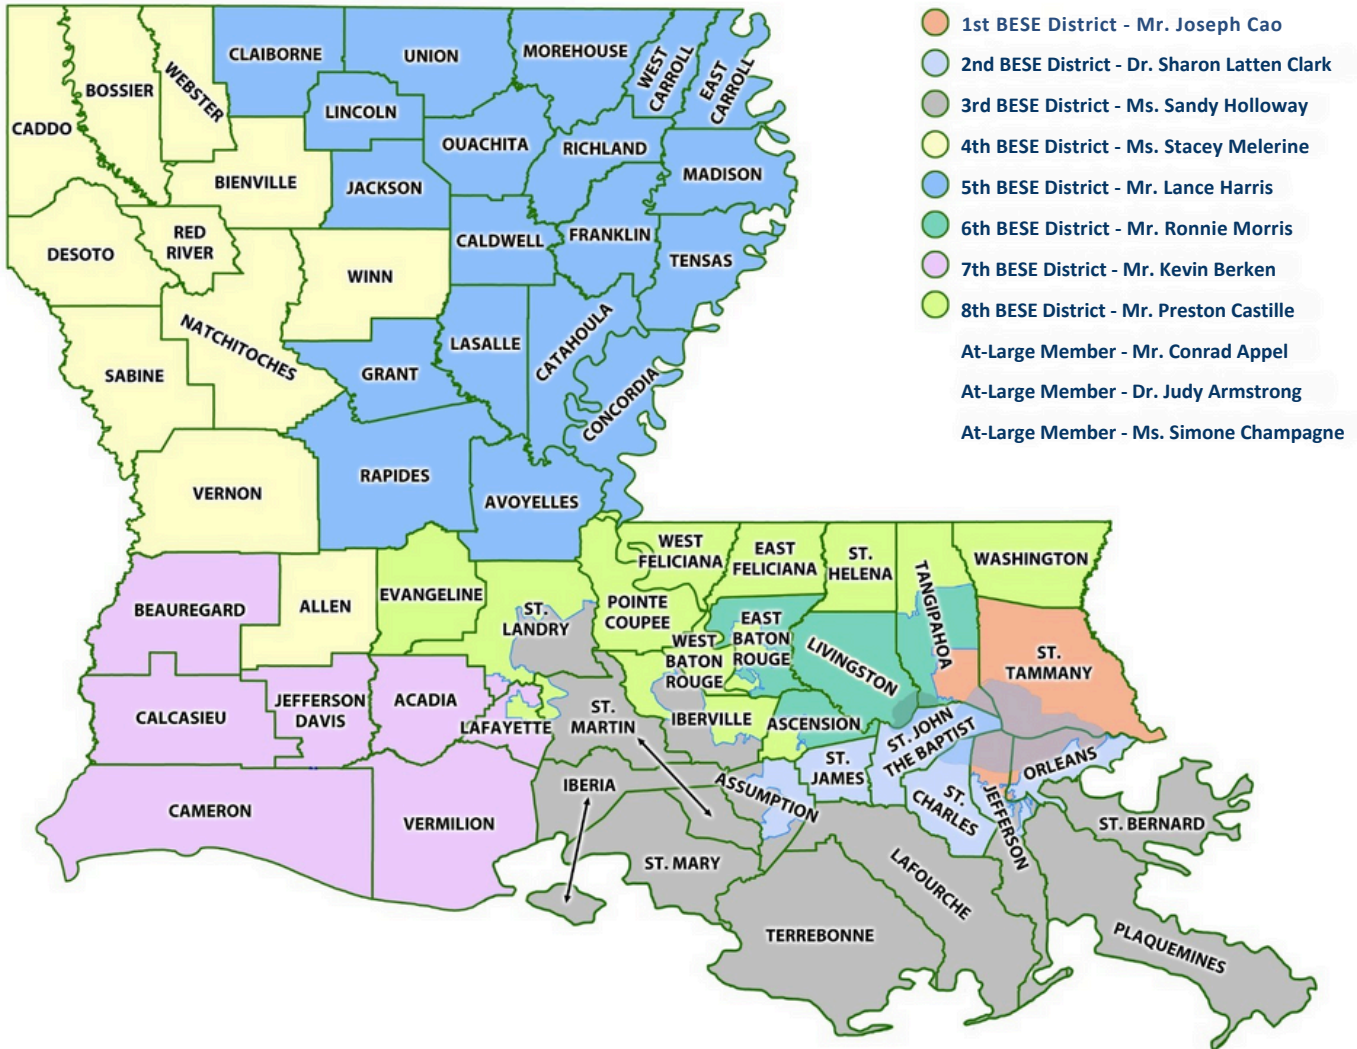 1st BESE District - Mr. Joseph Cao
2nd BESE District - Dr. Sharon Latten Clark
3rd BESE District - Ms. Sandy Holloway
4th BESE District - Ms. Stacey Melerine
5th BESE District - Mr. Lance Harris
6th BESE District - Mr. Ronnie Morris
7th BESE District - Mr. Kevin Berken
8th BESE District - Mr. Preston Castille
At-Large Member - Mr. Conrad Appel
At-Large Member - Dr. Judy Armstrong
At-Large Member - Ms. Simone Champagne
CADDO
BOSSIER
WEBSTER
CLAIBORNE
UNION
MOREHOUSE
WEST
CARROLL
EAST
CARROLL
LINCOLN
OUACHITA
RICHLAND
MADISON
BIENVILLE
JACKSON
DESOTO
RED
RIVER
WINN
CALDWELL
FRANKLIN
TENSAS
NATCHITOCHES
SABINE
GRANT
LASALLE
CATAHOULA
CONCORDIA
VERNON
RAPIDES
AVOYELLES
BEAUREGARD
ALLEN
EVANGELINE
ST.
LANDRY
POINTE
COUPEE
WEST
FELICIANA
EAST
FELICIANA
ST.
HELENA
TANGIPAHOA
WASHINGTON
WEST
BATON
ROUGE
EAST
BATON
ROUGE
LIVINGSTON
ST.
TAMMANY
CALCASIEU
JEFFERSON
DAVIS
ACADIA
LAFAYETTE
ST.
MARTIN
IBERVILLE
ASCENSION
ST. JOHN
THE BAPTIST
ST.
JAMES
ORLEANS
CAMERON
VERMILION
IBERIA
ASSUMPTION
ST.
CHARLES
JEFFERSON
ST. BERNARD
ST. MARY
LAFOURCHE
TERREBONNE
PLAQUEMINES